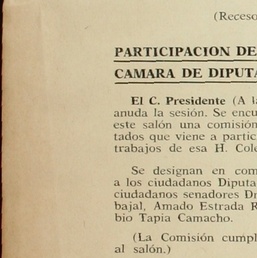 (Receso
PARTICIPACION DE
CAMARA DE DIPUTA
El C. Presidente (A la
anuda la sesión. Se encu
este salón una comisión
tados que viene a partic
trabajos de esa H. Cole
Se designan en com
a los ciudadanos Diputa
ciudadanos senadores Dr
bajal, Amado Estrada R
bio Tapia Camacho.
(La Comisión cumpl
al salón.)